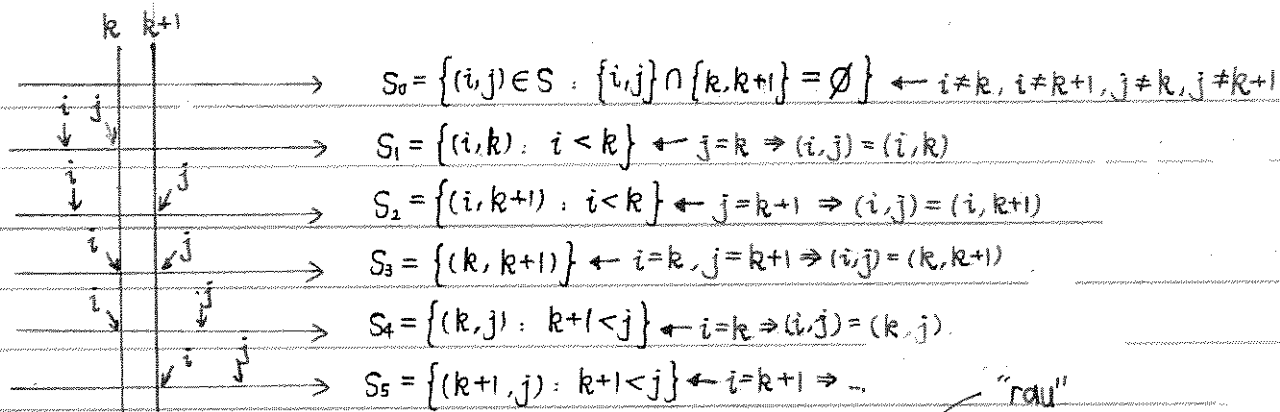 k k+1
S₀ = {(i,j) ∈ S : {i,j} ∩ {k,k+1} = Ø} ← i≠k, i≠k+1, j≠k, j≠k+1
i j
S₁ = {(i,k) : i < k} ← j=k ⇒ (i,j) = (i,k)
i j
S₂ = {(i,k+1) : i<k} ← j=k+1 ⇒ (i,j) = (i,k+1)
i j
S₃ = {(k,k+1)} ← i=k, j=k+1 ⇒ (i,j) = (k,k+1)
i j
S₄ = {(k,j) : k+1<j} ← i=k ⇒ (i,j) = (k,j).
i j
S₅ = {(k+1,j) : k+1<j} ← i=k+1 ⇒ …
"rau"